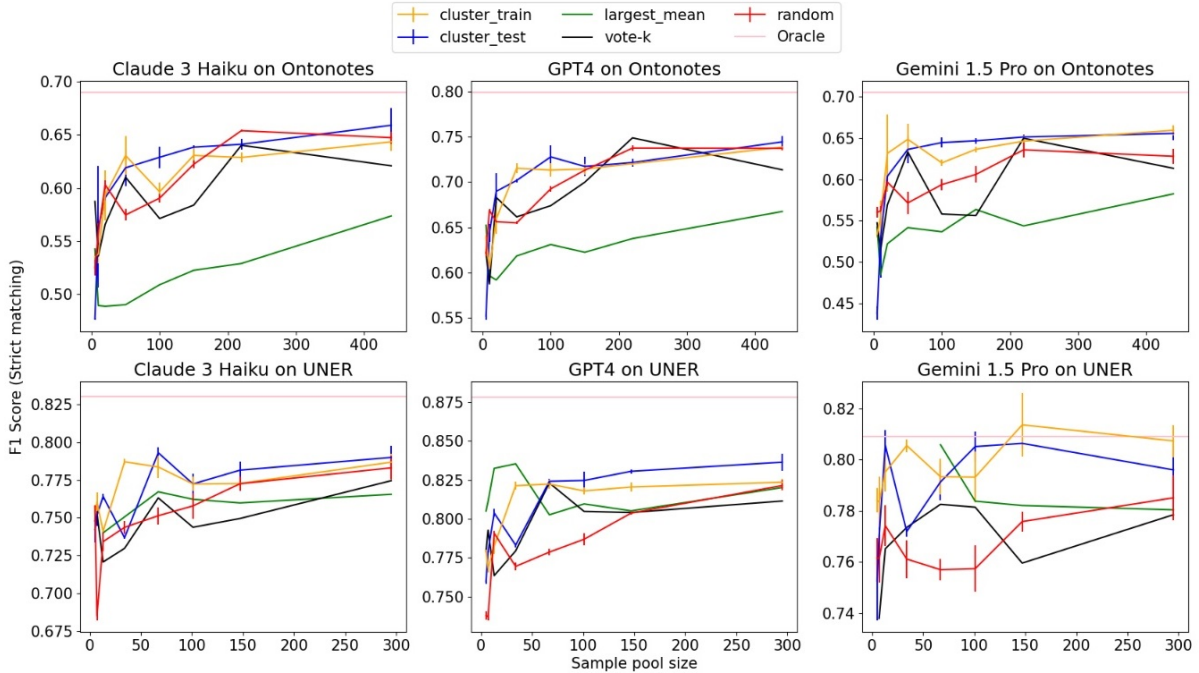 cluster_train largest_mean random
cluster_test vote-k Oracle
Claude 3 Haiku on Ontonotes GPT4 on Ontonotes Gemini 1.5 Pro on Ontonotes
0.70
0.65
0.60
0.55
0.50
0 100 200 300 400
0.80
0.75
0.70
0.65
0.60
0.55
0 100 200 300 400
0.70
0.65
0.60
0.55
0.50
0.45
0 100 200 300 400
F1 Score (Strict matching)
Claude 3 Haiku on UNER GPT4 on UNER Gemini 1.5 Pro on UNER
0.825
0.800
0.775
0.750
0.725
0.700
0.675
0 50 100 150 200 250 300
0.875
0.850
0.825
0.800
0.775
0.750
0 50 100 150 200 250 300
0.82
0.80
0.78
0.76
0.74
0 50 100 150 200 250 300
Sample pool size